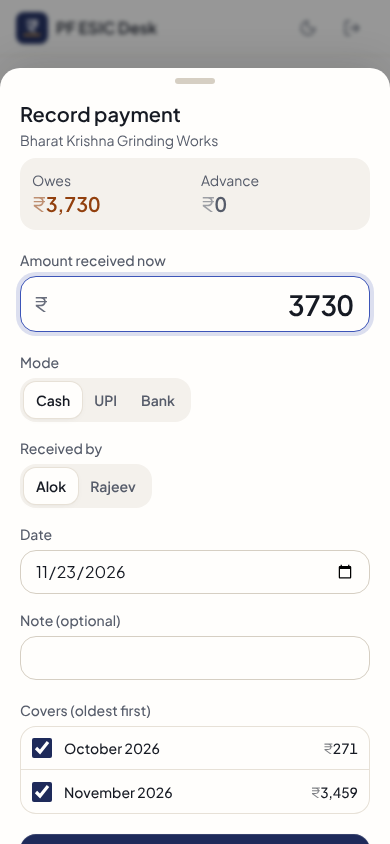 PF ESIC Desk
Record payment
Bharat Krishna Grinding Works
Owes Advance
₹3,730 ₹0
Amount received now
₹ 3730
Mode
Cash UPI Bank
Received by
Alok Rajeev
Date
11/23/2026
Note (optional)
Covers (oldest first)
October 2026 ₹271
November 2026 ₹3,459